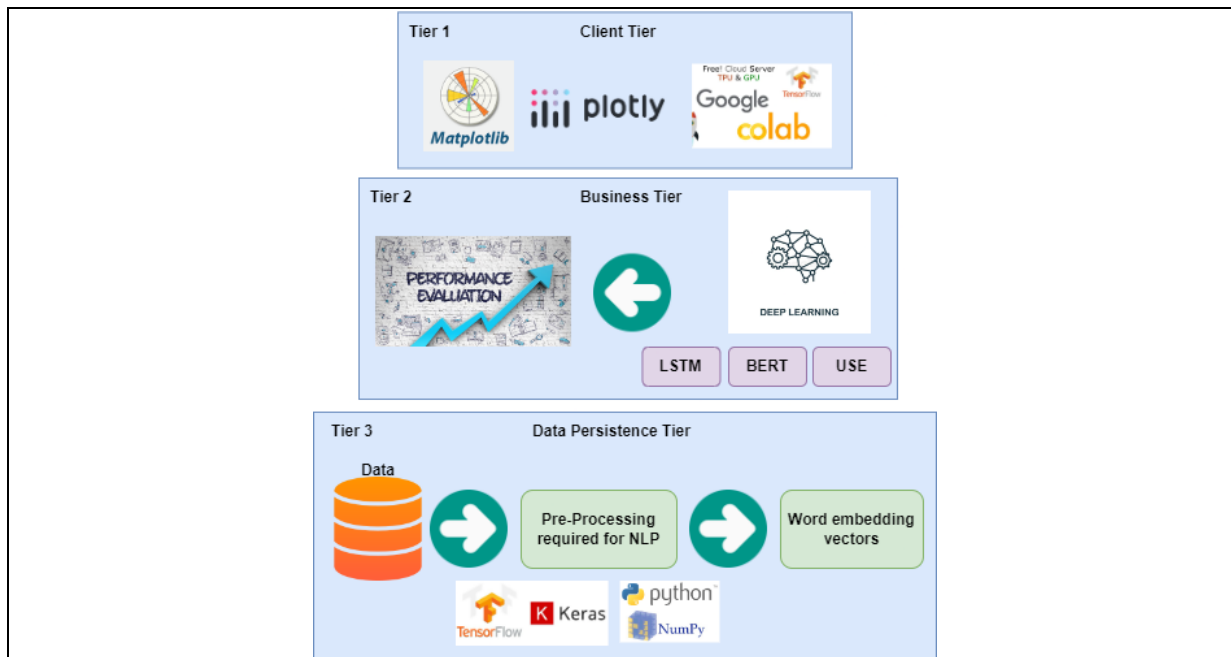 Tier 1
Client Tier
Matplotlib
plotly
Free! Cloud Server
TPU & GPU
TensorFlow
Google
colab
Tier 2
Business Tier
PERFORMANCE
EVALUATION
DEEP LEARNING
LSTM
BERT
USE
Tier 3
Data Persistence Tier
Data
Pre-Processing
required for NLP
Word embedding
vectors
TensorFlow
K Keras
python™
NumPy